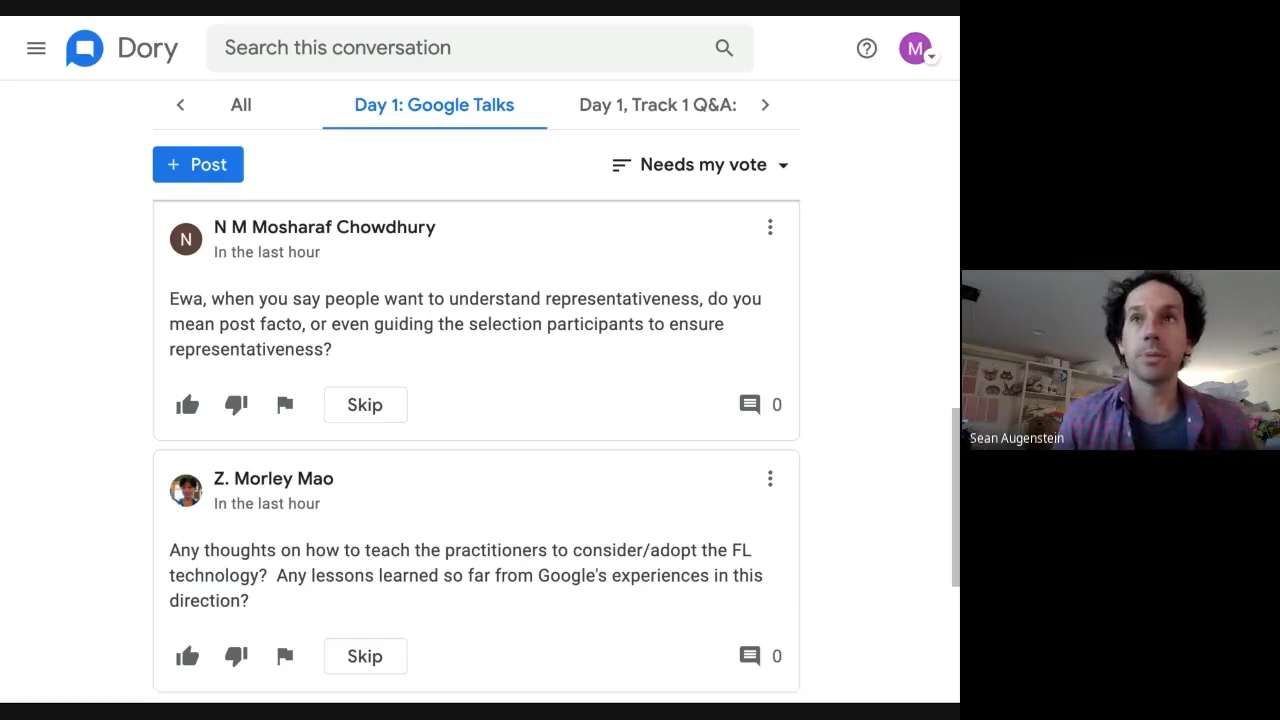 Dory
Search this conversation
M
All
Day 1: Google Talks
Day 1, Track 1 Q&A:
+ Post
Needs my vote
N
N M Mosharaf Chowdhury
In the last hour
Ewa, when you say people want to understand representativeness, do you
mean post facto, or even guiding the selection participants to ensure
representativeness?
Skip
0
Z. Morley Mao
In the last hour
Any thoughts on how to teach the practitioners to consider/adopt the FL
technology?  Any lessons learned so far from Google's experiences in this
direction?
Skip
0
Sean Augenstein